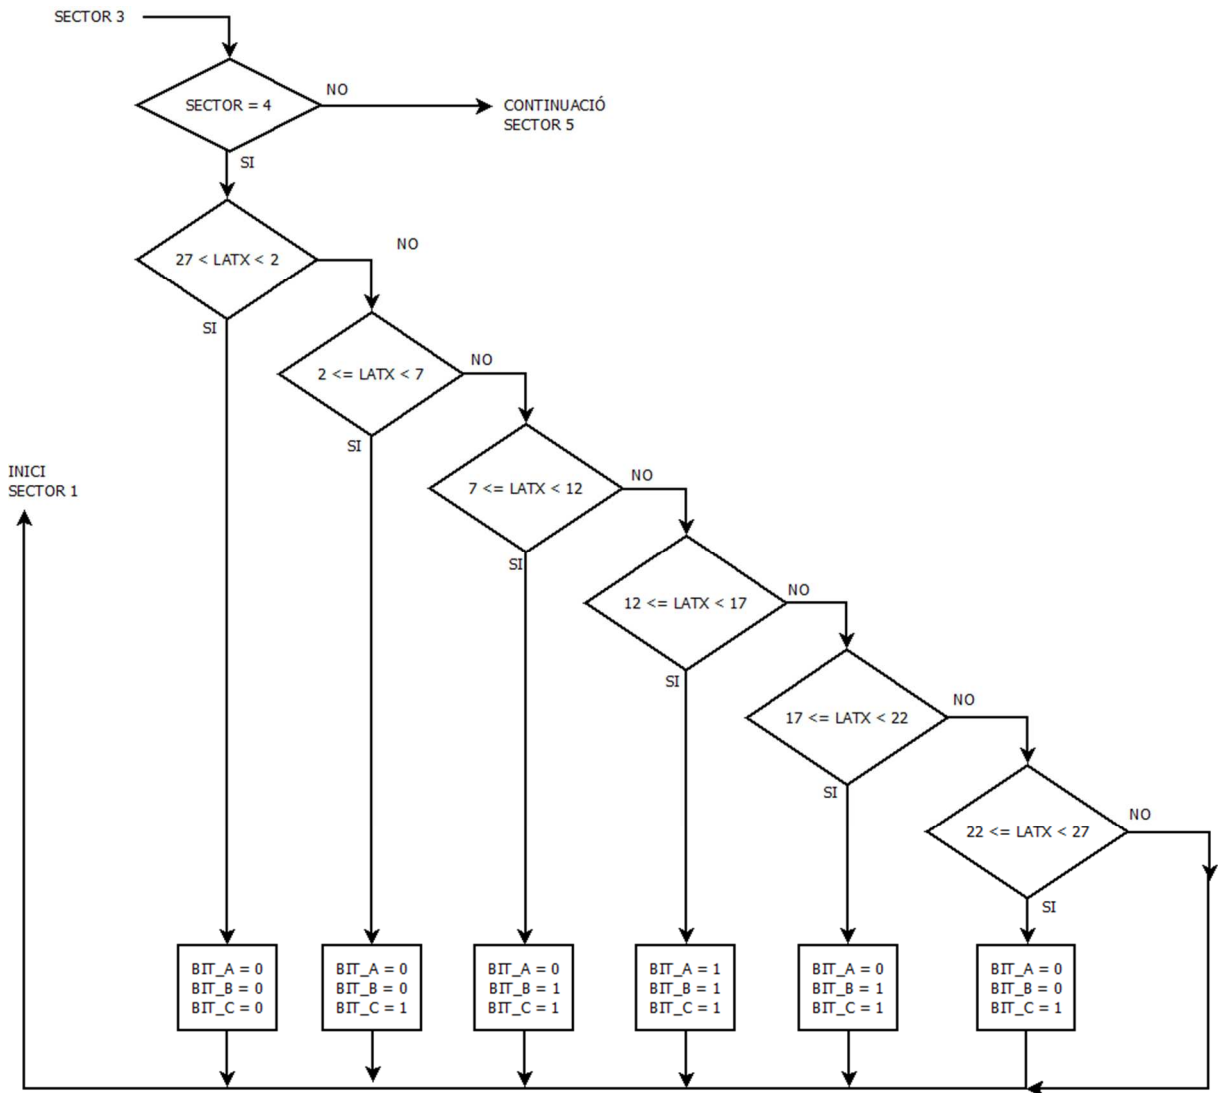 SECTOR 3
SECTOR = 4
NO
CONTINUACIÓ
SECTOR 5
SI
27 < LATX < 2
NO
SI
2 <= LATX < 7
NO
SI
7 <= LATX < 12
NO
SI
12 <= LATX < 17
NO
SI
17 <= LATX < 22
NO
SI
22 <= LATX < 27
NO
SI
INICI
SECTOR 1
BIT_A = 0
BIT_B = 0
BIT_C = 0
BIT_A = 0
BIT_B = 0
BIT_C = 1
BIT_A = 0
BIT_B = 1
BIT_C = 1
BIT_A = 1
BIT_B = 1
BIT_C = 1
BIT_A = 0
BIT_B = 1
BIT_C = 1
BIT_A = 0
BIT_B = 0
BIT_C = 1